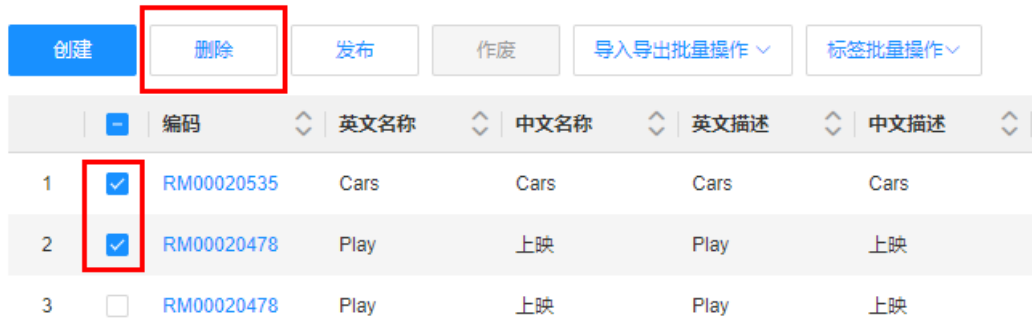 创建 删除 发布 作废 导入导出批量操作 标签批量操作
编码 英文名称 中文名称 英文描述 中文描述
1 RM00020535 Cars Cars Cars Cars
2 RM00020478 Play 上映 Play 上映
3 RM00020478 Play 上映 Play 上映